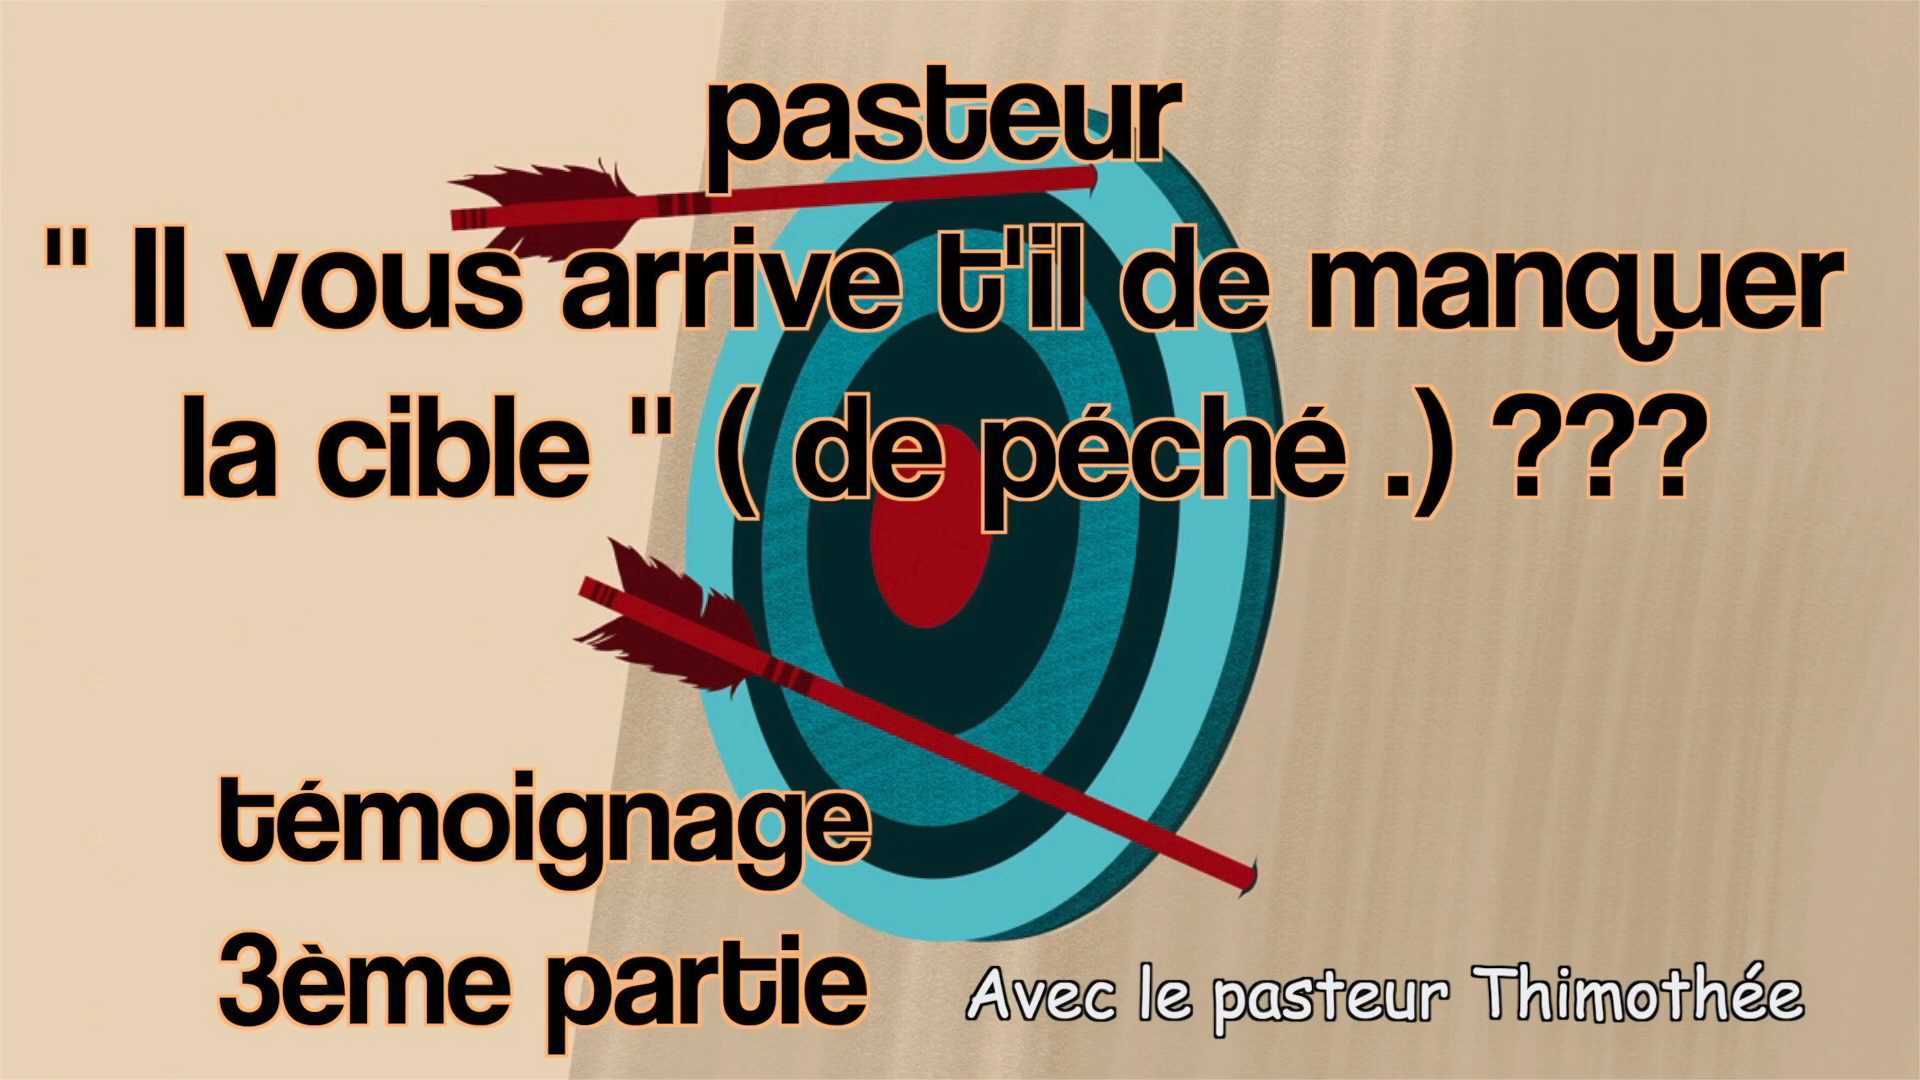 pasteur
" Il vous arrive t'il de manquer
la cible " ( de péché .) ???
témoignage
3ème partie
Avec le pasteur Thimothée